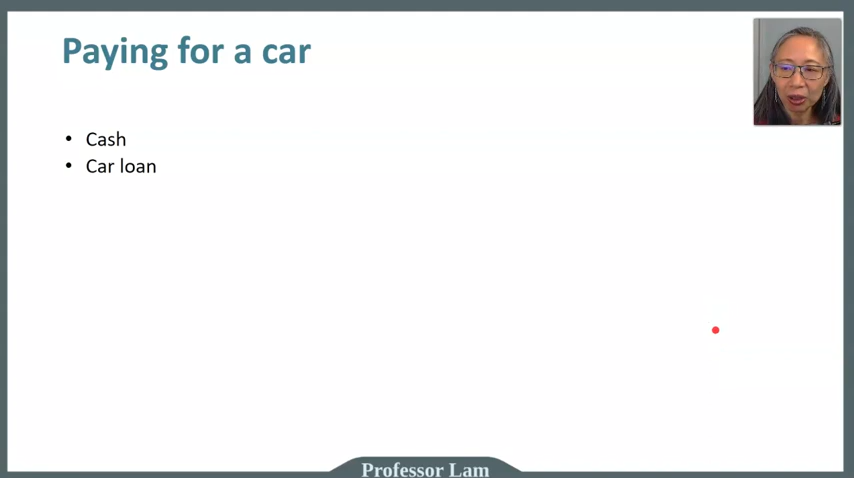 Paying for a car
• Cash
• Car loan
Professor Lam